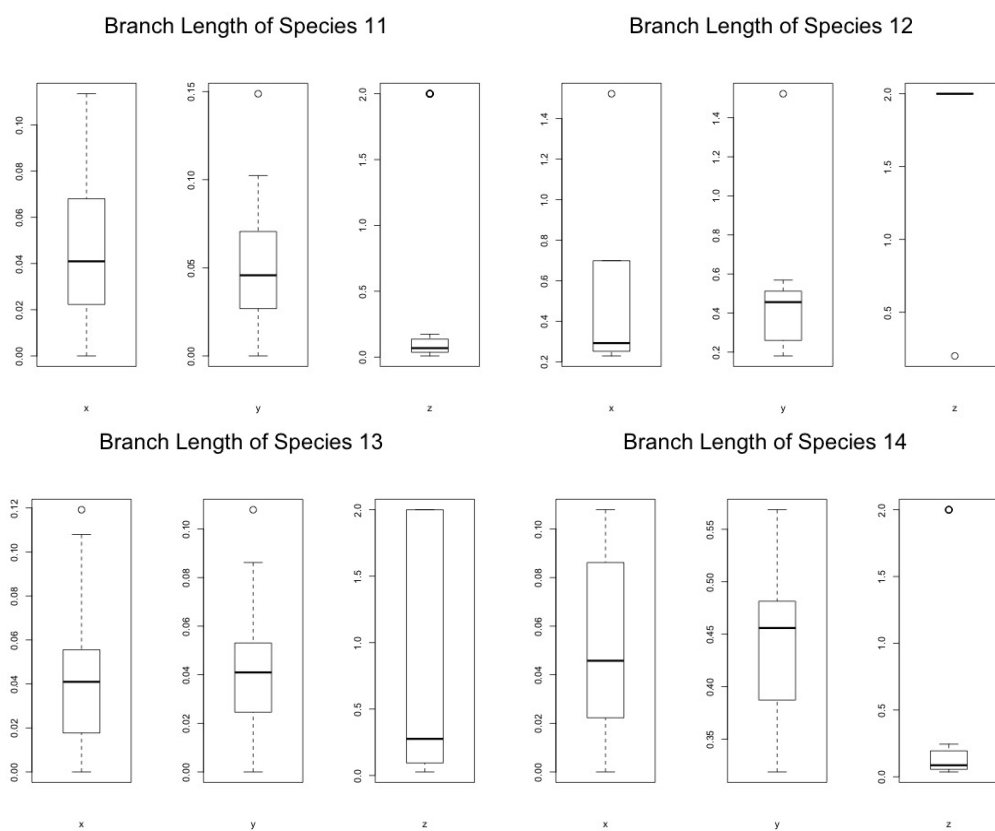 Branch Length of Species 11
0.00 0.02 0.04 0.06 0.08 0.10
x
0.00 0.05 0.10 0.15
y
0.0 0.5 1.0 1.5 2.0
z
Branch Length of Species 12
0.2 0.4 0.6 0.8 1.0 1.2 1.4
x
0.2 0.4 0.6 0.8 1.0 1.2 1.4
y
0.5 1.0 1.5 2.0
z
Branch Length of Species 13
0.00 0.02 0.04 0.06 0.08 0.10 0.12
x
0.00 0.02 0.04 0.06 0.08 0.10
y
0.0 0.5 1.0 1.5 2.0
z
Branch Length of Species 14
0.00 0.02 0.04 0.06 0.08 0.10
x
0.35 0.40 0.45 0.50 0.55
y
0.0 0.5 1.0 1.5 2.0
z